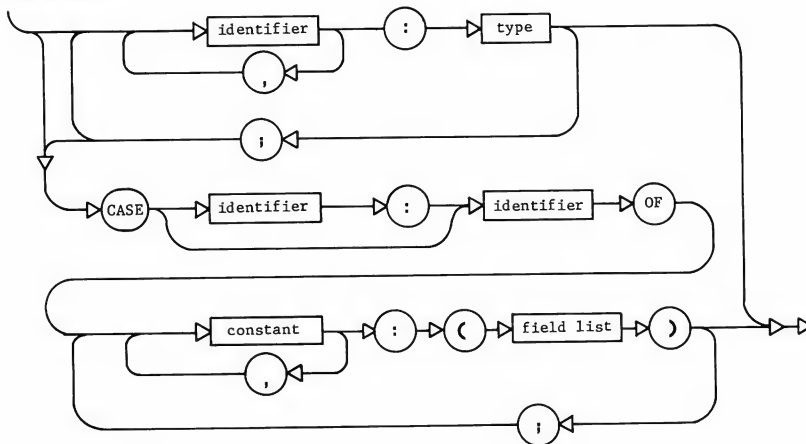 identifier : type
,
;
CASE identifier : identifier OF
constant : ( field list )
,
;